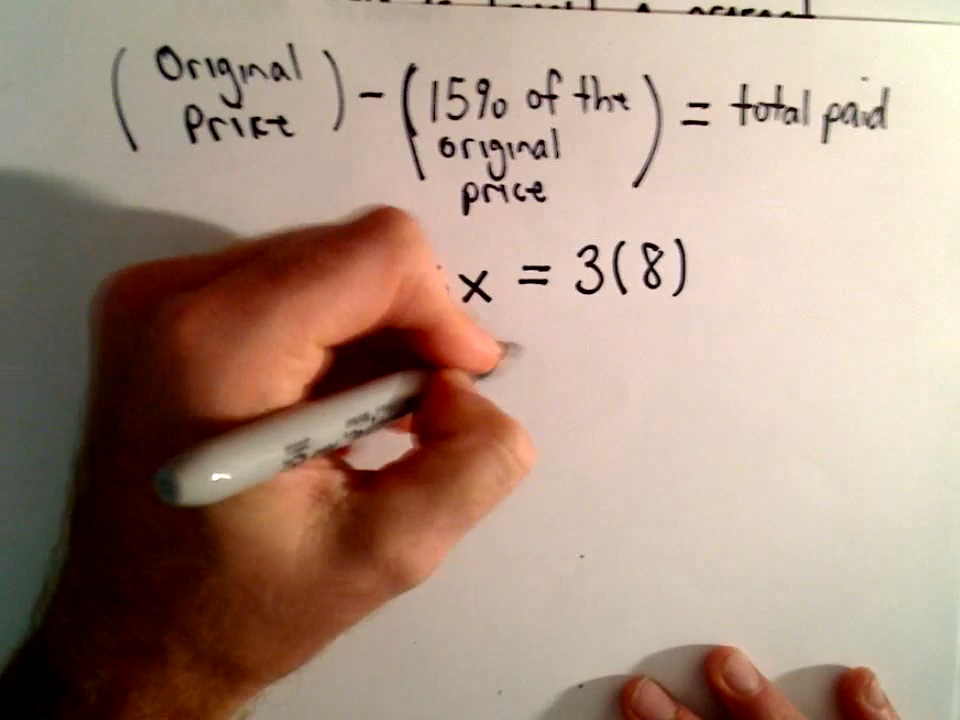 ( Original Price ) - ( 15% of the original price ) = total paid
x = 3(8)